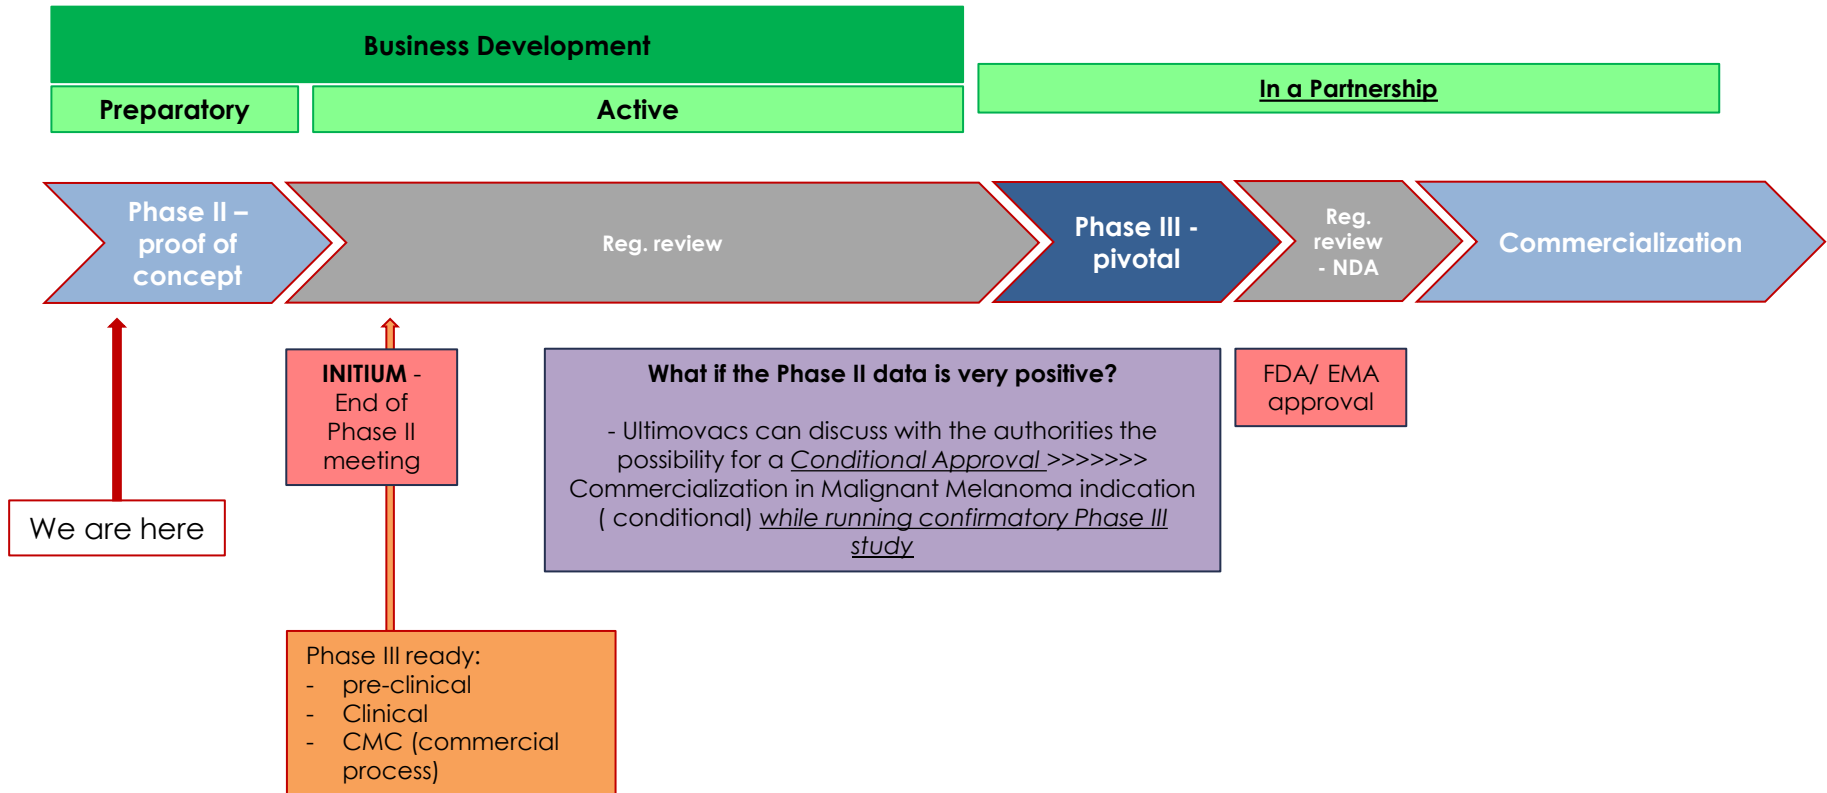 Business Development
Preparatory
Active
In a Partnership
Phase II –
proof of
concept
Reg. review
Phase III -
pivotal
Reg.
review
- NDA
Commercialization
We are here
INITIUM -
End of
Phase II
meeting
What if the Phase II data is very positive?
- Ultimovacs can discuss with the authorities the
possibility for a Conditional Approval >>>>>>>
Commercialization in Malignant Melanoma indication
( conditional) while running confirmatory Phase III
study
FDA/ EMA
approval
Phase III ready:
- pre-clinical
- Clinical
- CMC (commercial
process)